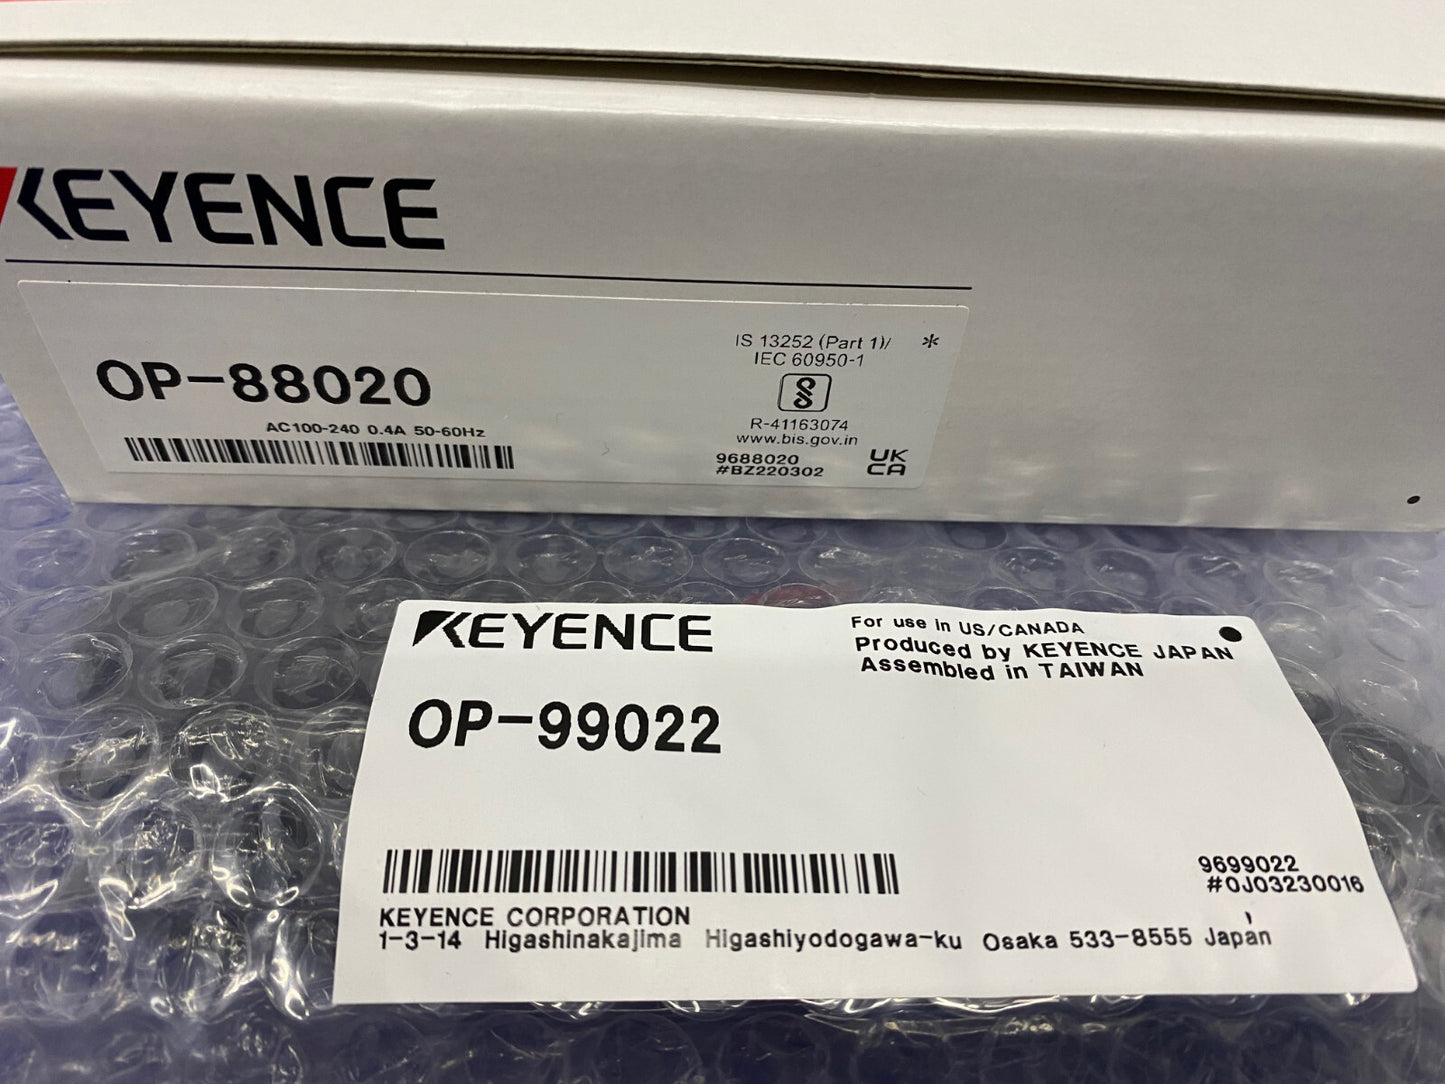 KEYENCE
OP-88020
AC100-240 0.4A 50-60Hz
IS 13252 (Part 1)/ *
IEC 60950-1
R-41163074
www.bis.gov.in
9688020
#BZ220302
UK
CA
KEYENCE
For use in US/CANADA
Produced by KEYENCE JAPAN
Assembled in TAIWAN
OP-99022
9699022
#0J03230016
KEYENCE CORPORATION
1-3-14 Higashinakajima Higashiyodogawa-ku Osaka 533-8555 Japan